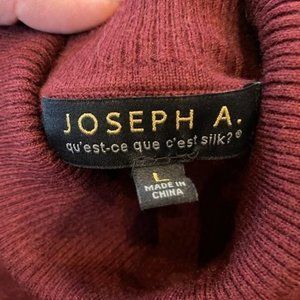 JOSEPH A.
qu'est-ce que c'est silk?®
L
MADE IN
CHINA